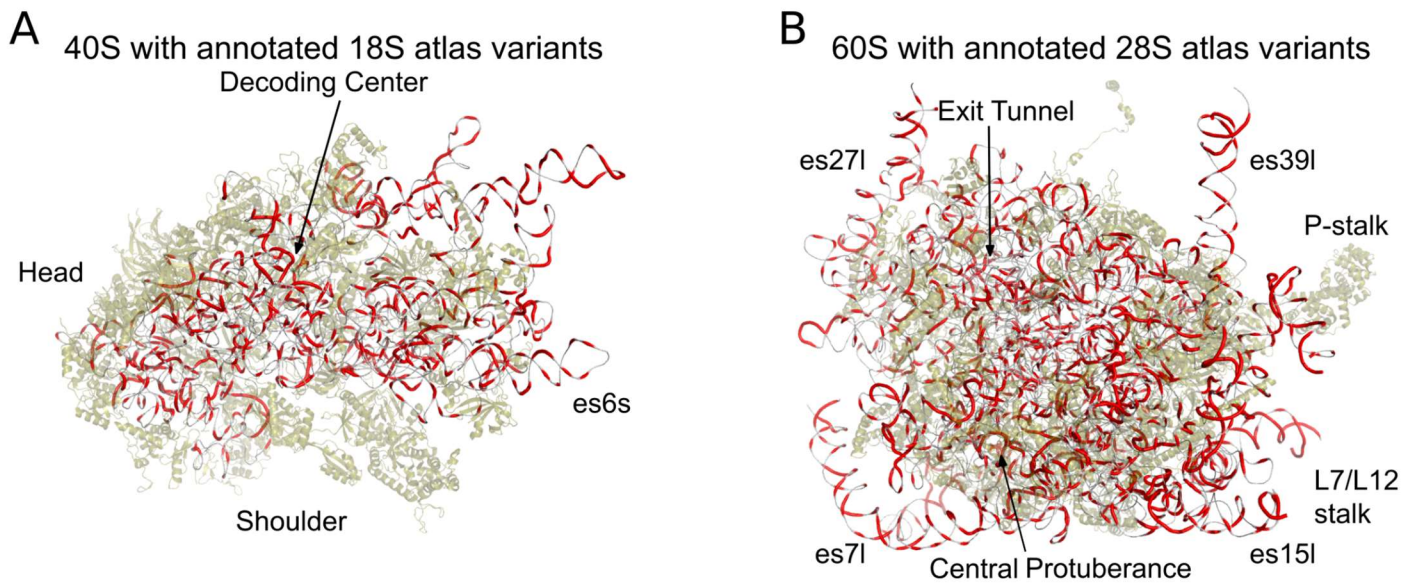 A
40S with annotated 18S atlas variants
Decoding Center
Head
es6s
Shoulder
B
60S with annotated 28S atlas variants
Exit Tunnel
es27l
es39l
P-stalk
L7/L12
stalk
es7l
es15l
Central Protuberance